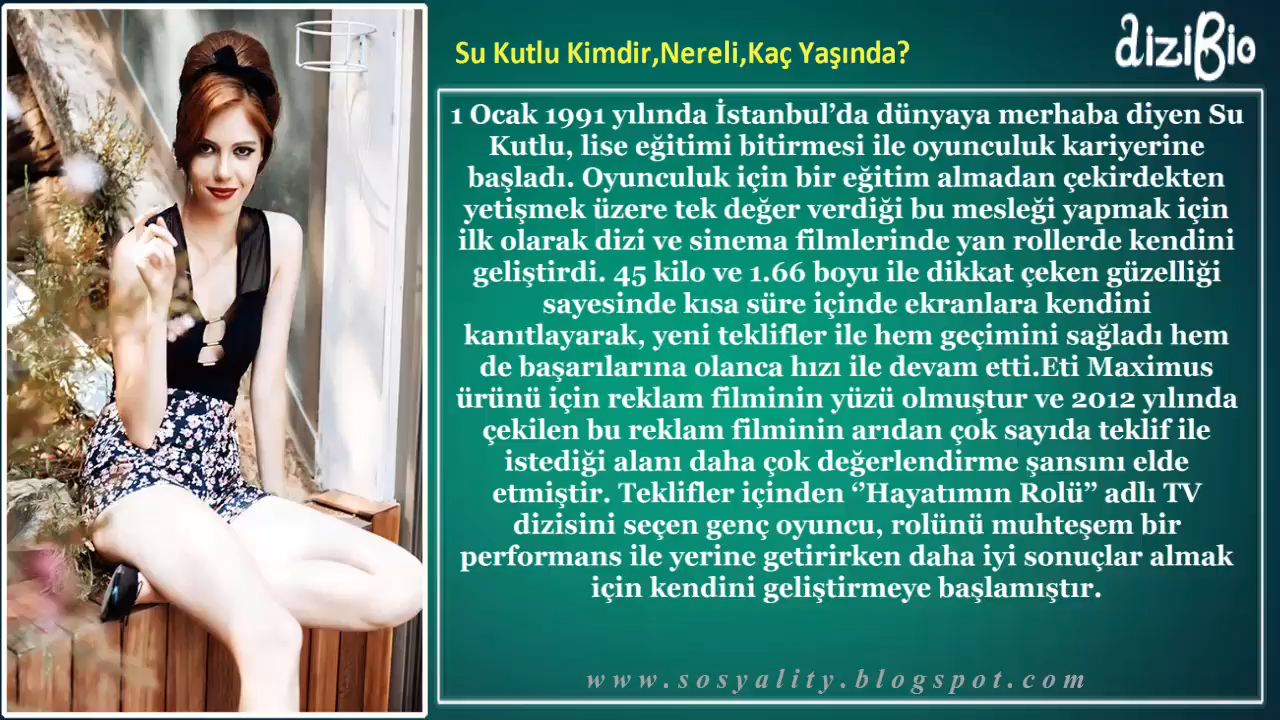 Su Kutlu Kimdir,Nereli,Kaç Yaşında?
diziBio
1 Ocak 1991 yılında İstanbul’da dünyaya merhaba diyen Su
Kutlu, lise eğitimi bitirmesi ile oyunculuk kariyerine
başladı. Oyunculuk için bir eğitim almadan çekirdekten
yetişmek üzere tek değer verdiği bu mesleği yapmak için
ilk olarak dizi ve sinema filmlerinde yan rollerde kendini
geliştirdi. 45 kilo ve 1.66 boyu ile dikkat çeken güzelliği
sayesinde kısa süre içinde ekranlara kendini
kanıtlayarak, yeni teklifler ile hem geçimini sağladı hem
de başarılarına olanca hızı ile devam etti.Eti Maximus
ürünü için reklam filminin yüzü olmuştur ve 2012 yılında
çekilen bu reklam filminin arıdan çok sayıda teklif ile
istediği alanı daha çok değerlendirme şansını elde
etmiştir. Teklifler içinden ‘’Hayatımın Rolü” adlı TV
dizisini seçen genç oyuncu, rolünü muhteşem bir
performans ile yerine getirirken daha iyi sonuçlar almak
için kendini geliştirmeye başlamıştır.
www.sosyality.blogspot.com